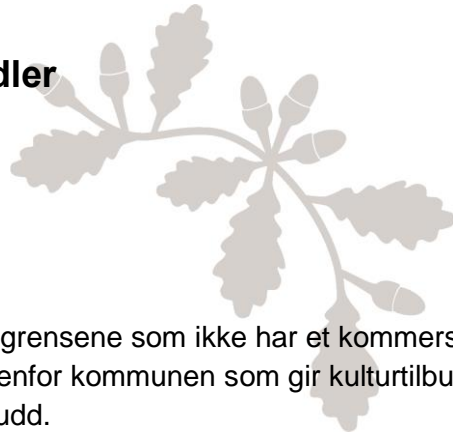 dler
grensene som ikke har et kommers
enfor kommunen som gir kulturtilbu
udd.